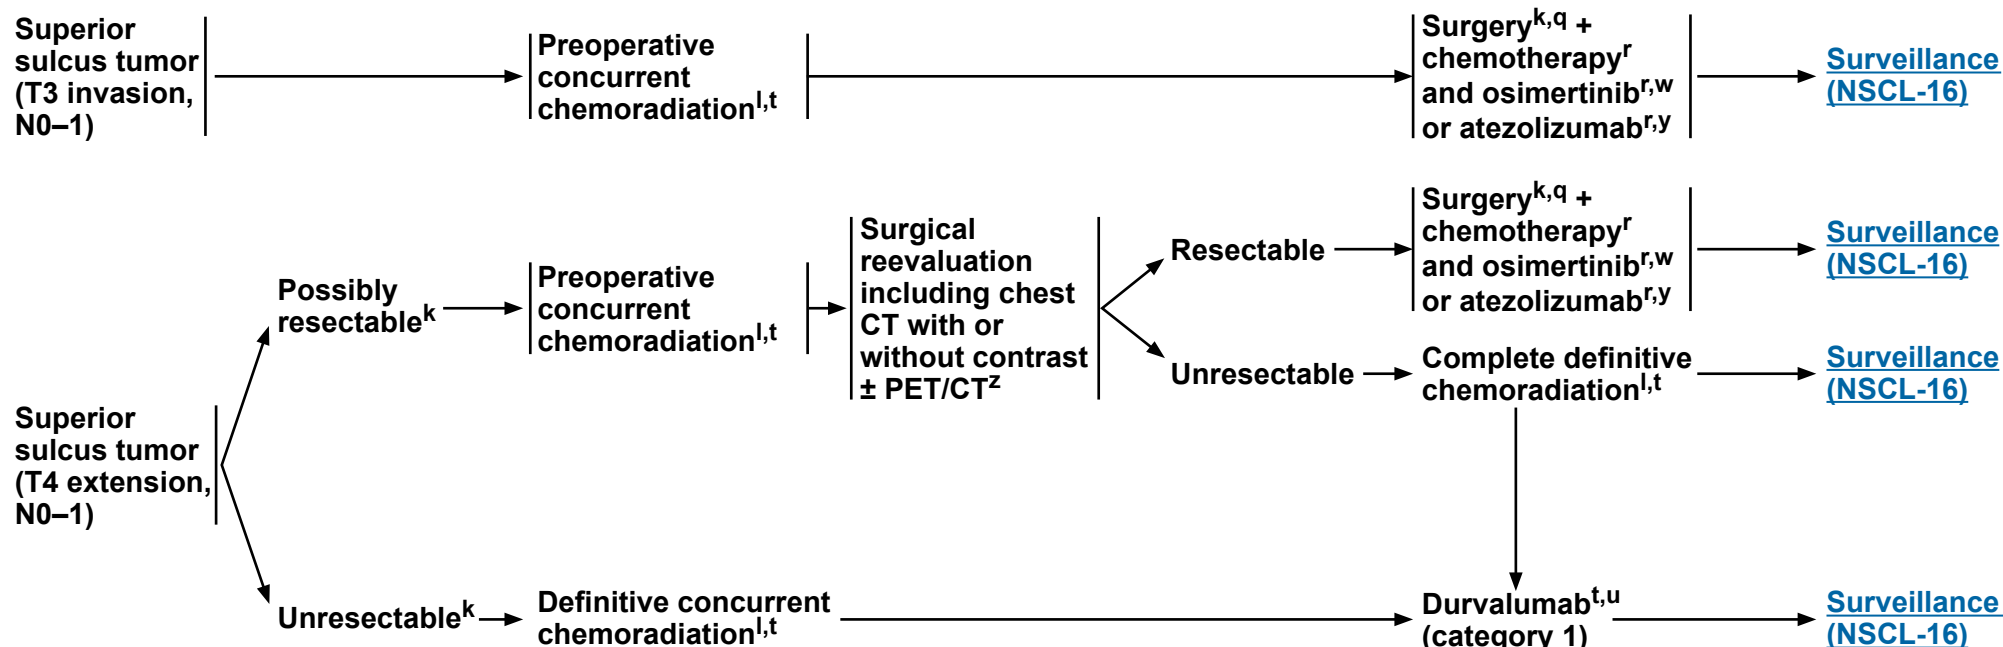 Superior
sulcus tumor
(T3 invasion,
N0–1)
Preoperative
concurrent
chemoradiationl,t
Surgeryk,q +
chemotherapyr
and osimertinibr,w
or atezolizumabr,y
Surveillance
(NSCL-16)
Superior
sulcus tumor
(T4 extension,
N0–1)
Possibly
resectablek
Preoperative
concurrent
chemoradiationl,t
Surgical
reevaluation
including chest
CT with or
without contrast
± PET/CTz
Resectable
Surgeryk,q +
chemotherapyr
and osimertinibr,w
or atezolizumabr,y
Surveillance
(NSCL-16)
Unresectable
Complete definitive
chemoradiationl,t
Surveillance
(NSCL-16)
Unresectablek
Definitive concurrent
chemoradiationl,t
Durvalumabt,u
(category 1)
Surveillance
(NSCL-16)